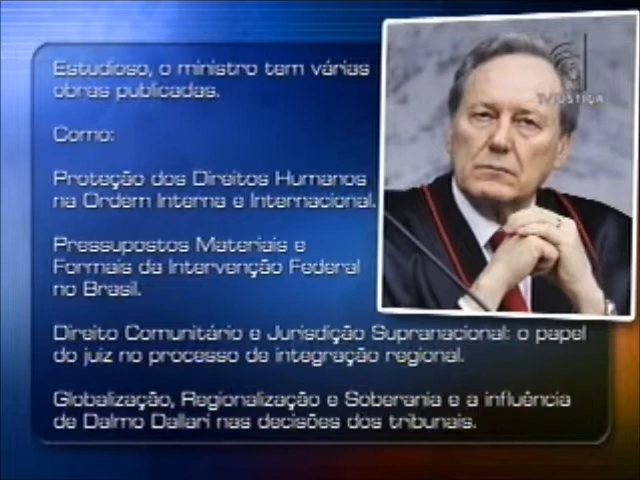 Estudioso, o ministro tem várias
obras publicadas.
Como:
Proteção dos Direitos Humanos
na Ordem Interna e Internacional.
Pressupostos Materiais e
Formais da Intervenção Federal
no Brasil.
Direito Comunitário e Jurisdição Supranacional: o papel
do juiz no processo de integração regional.
Globalização, Regionalização e Soberania e a influência
de Dalmo Dallari nas decisões dos tribunais.
TV JUSTIÇA